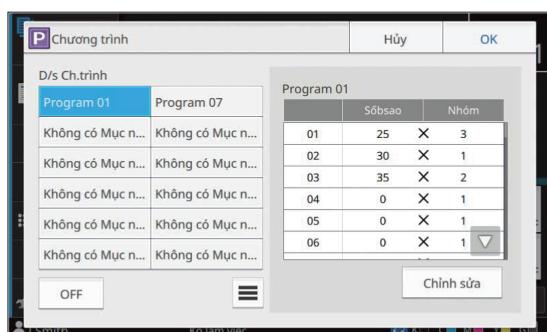 P Chương trình
Hủy
OK
D/s Ch.trình
Program 01 Program 07
Không có Mục n... Không có Mục n...
Không có Mục n... Không có Mục n...
Không có Mục n... Không có Mục n...
Không có Mục n... Không có Mục n...
Không có Mục n... Không có Mục n...
OFF
Program 01
Sốbsao Nhóm
01 25 × 3
02 30 × 1
03 35 × 2
04 0 × 1
05 0 × 1
06 0 × 1
Chỉnh sửa